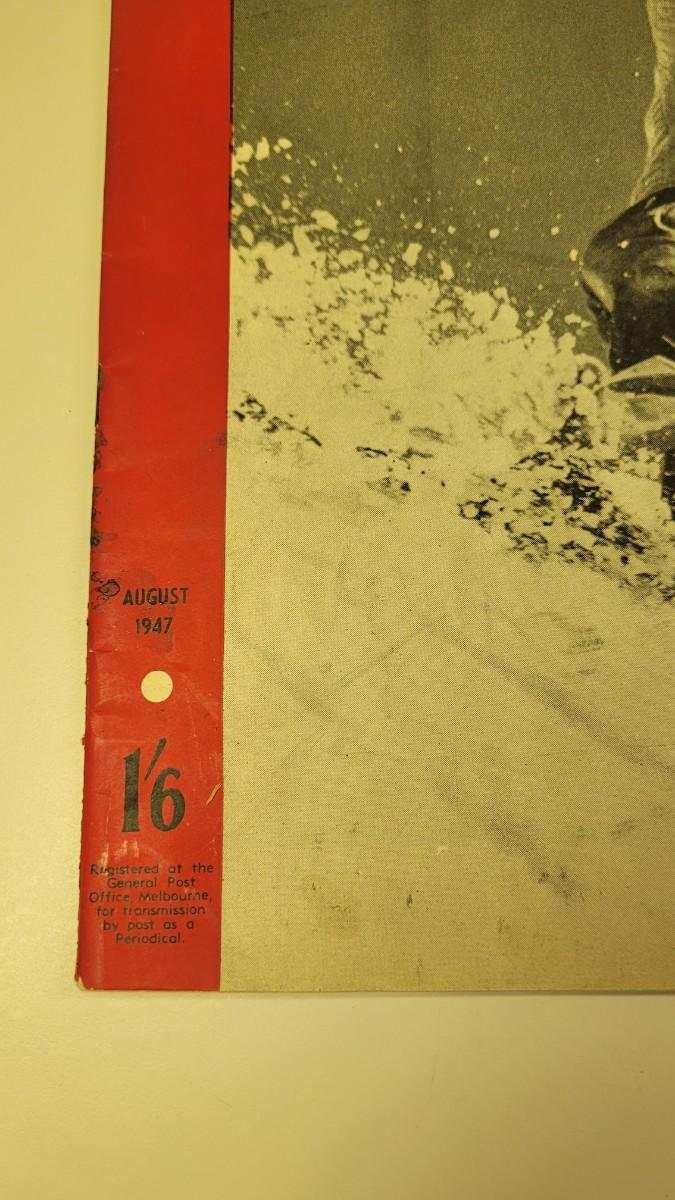 AUGUST
1947
1'6
Registered at the
General Post
Office, Melbourne,
for transmission
by post as a
Periodical.